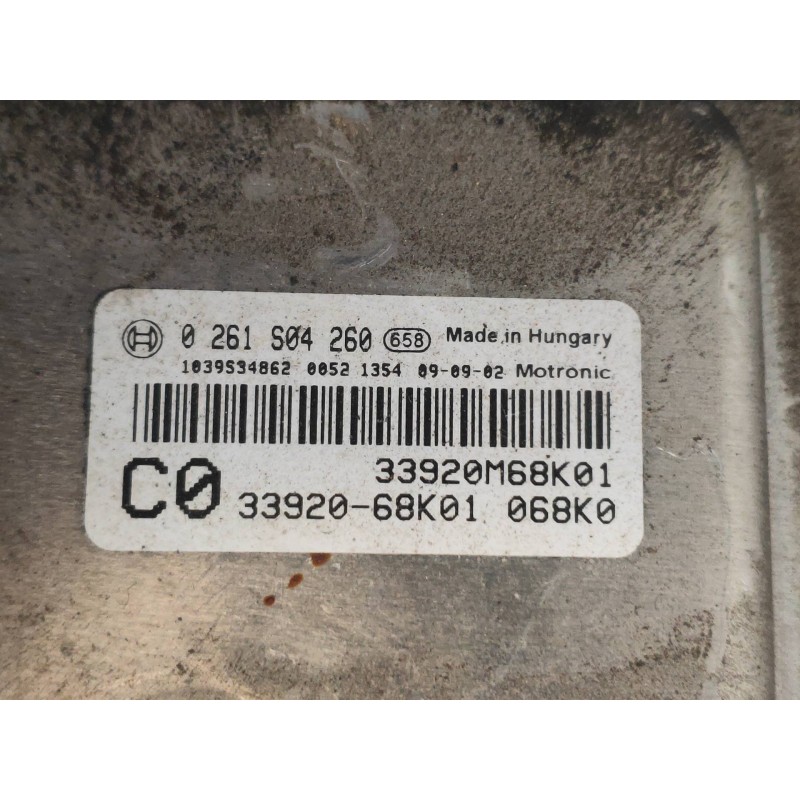 0 261 S04 260 658 Made in Hungary
1039S34862 0052 1354 09-09-02 Motronic
33920M68K01
C0 33920-68K01 068K0